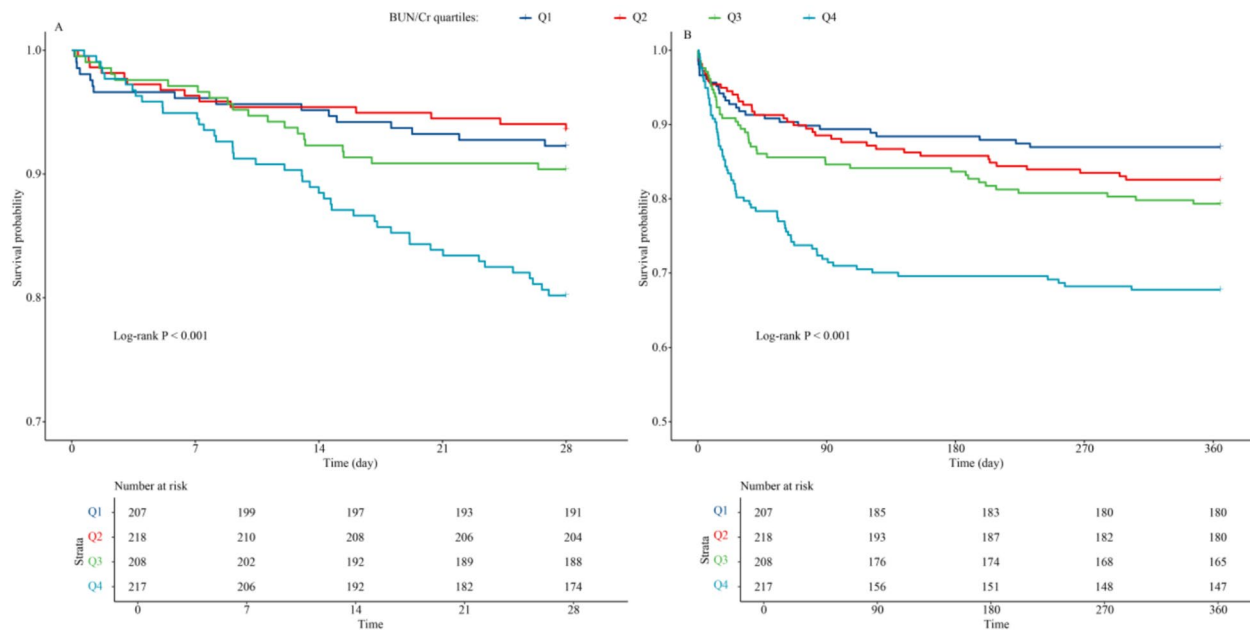 BUN/Cr quartiles: Q1 Q2 Q3 Q4
A
1.0
0.9
0.8
0.7
Survival probability
Log-rank P < 0.001
0 7 14 21 28
Time (day)
Number at risk
Strata
Q1 207 199 197 193 191
Q2 218 210 208 206 204
Q3 208 202 192 189 188
Q4 217 206 192 182 174
0 7 14 21 28
Time
B
1.0
0.9
0.8
0.7
0.6
0.5
Survival probability
Log-rank P < 0.001
0 90 180 270 360
Time (day)
Number at risk
Strata
Q1 207 185 183 180 180
Q2 218 193 187 182 180
Q3 208 176 174 168 165
Q4 217 156 151 148 147
0 90 180 270 360
Time